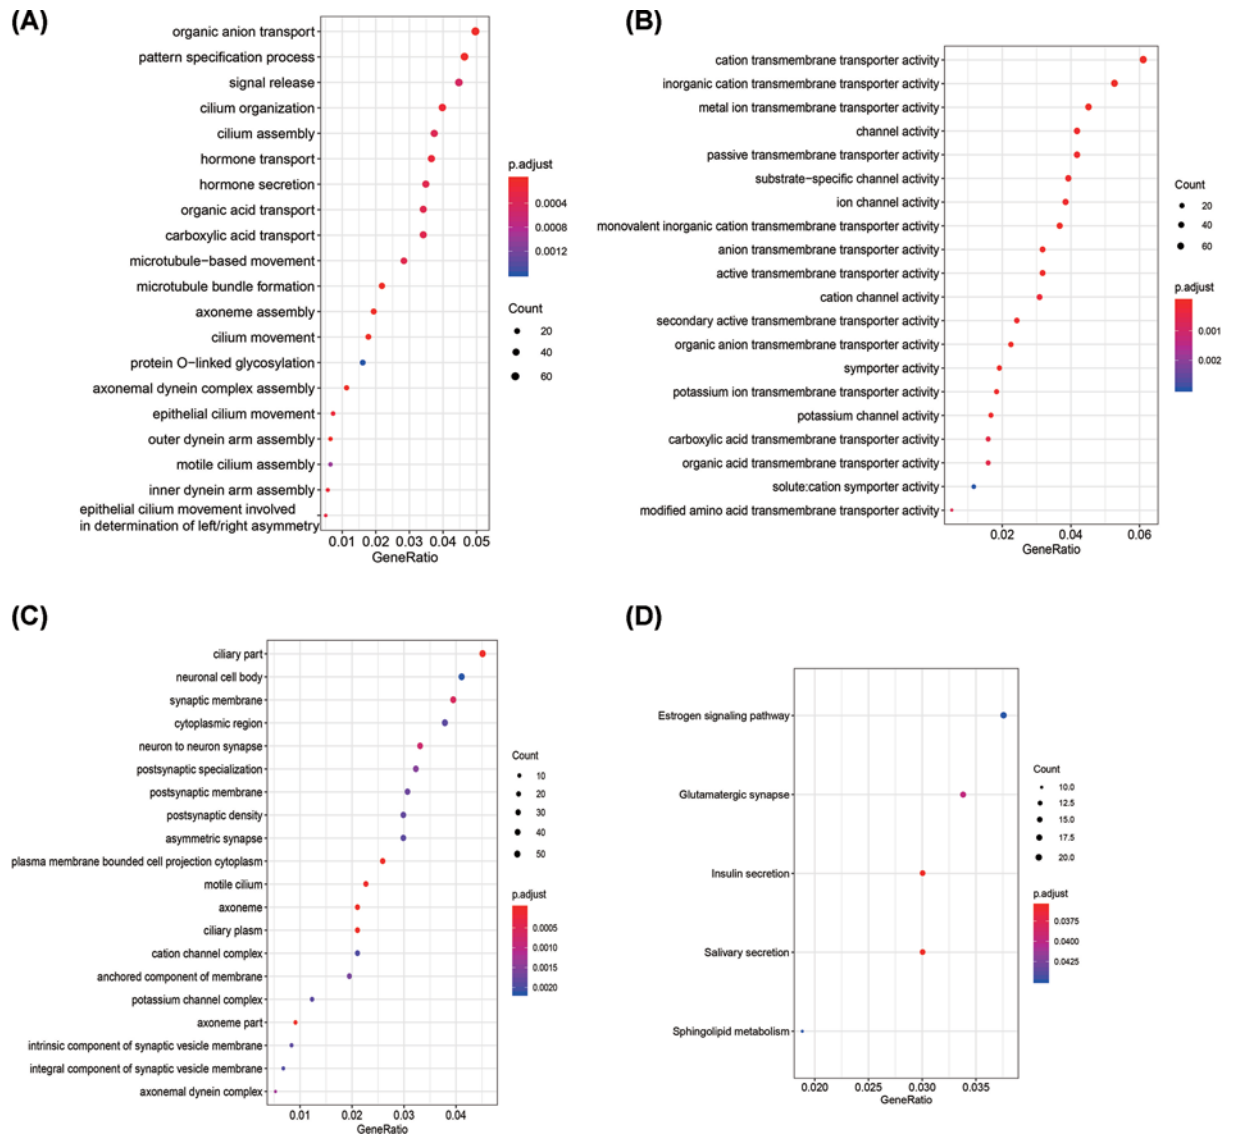 (A)
organic anion transport
pattern specification process
signal release
cilium organization
cilium assembly
hormone transport
hormone secretion
organic acid transport
carboxylic acid transport
microtubule−based movement
microtubule bundle formation
axoneme assembly
cilium movement
protein O−linked glycosylation
axonemal dynein complex assembly
epithelial cilium movement
outer dynein arm assembly
motile cilium assembly
inner dynein arm assembly
epithelial cilium movement involved
in determination of left/right asymmetry
0.01 0.02 0.03 0.04 0.05
GeneRatio
p.adjust
0.0004
0.0008
0.0012
Count
20
40
60
(B)
cation transmembrane transporter activity
inorganic cation transmembrane transporter activity
metal ion transmembrane transporter activity
channel activity
passive transmembrane transporter activity
substrate−specific channel activity
ion channel activity
monovalent inorganic cation transmembrane transporter activity
anion transmembrane transporter activity
active transmembrane transporter activity
cation channel activity
secondary active transmembrane transporter activity
organic anion transmembrane transporter activity
symporter activity
potassium ion transmembrane transporter activity
potassium channel activity
carboxylic acid transmembrane transporter activity
organic acid transmembrane transporter activity
solute:cation symporter activity
modified amino acid transmembrane transporter activity
0.02 0.04 0.06
GeneRatio
Count
20
40
60
p.adjust
0.001
0.002
(C)
ciliary part
neuronal cell body
synaptic membrane
cytoplasmic region
neuron to neuron synapse
postsynaptic specialization
postsynaptic membrane
postsynaptic density
asymmetric synapse
plasma membrane bounded cell projection cytoplasm
motile cilium
axoneme
ciliary plasm
cation channel complex
anchored component of membrane
potassium channel complex
axoneme part
intrinsic component of synaptic vesicle membrane
integral component of synaptic vesicle membrane
axonemal dynein complex
0.01 0.02 0.03 0.04
GeneRatio
Count
10
20
30
40
50
p.adjust
0.0005
0.0010
0.0015
0.0020
(D)
Estrogen signaling pathway
Glutamatergic synapse
Insulin secretion
Salivary secretion
Sphingolipid metabolism
0.020 0.025 0.030 0.035
GeneRatio
Count
10.0
12.5
15.0
17.5
20.0
p.adjust
0.0375
0.0400
0.0425